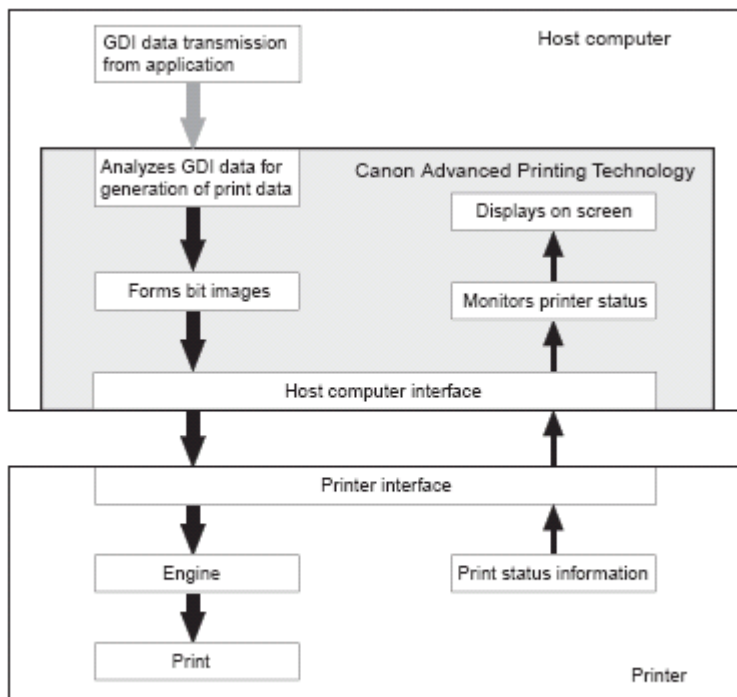 GDI data transmission
from application
Host computer
Analyzes GDI data for
generation of print data
Canon Advanced Printing Technology
Displays on screen
Forms bit images
Monitors printer status
Host computer interface
Printer interface
Engine
Print status information
Print
Printer